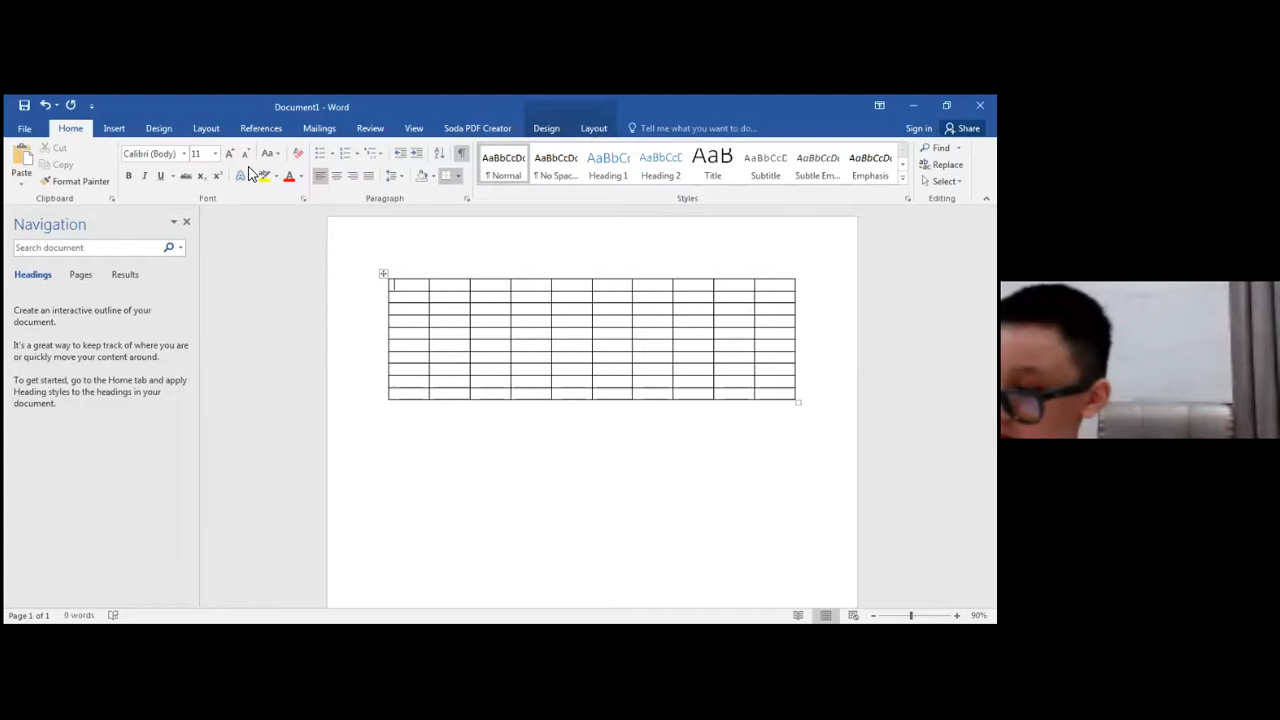 Document1 - Word
File Home Insert Design Layout References Mailings Review View Soda PDF Creator Design Layout Tell me what you want to do... Sign in Share
Paste
Cut
Copy
Format Painter
Clipboard
Calibri (Body) 11
Font
Paragraph
AaBbCcDc AaBbCcDc AaBbCc AaBbCcE AaB AaBbCcD AaBbCcDc AaBbCcDc
¶ Normal ¶ No Spac... Heading 1 Heading 2 Title Subtitle Subtle Em... Emphasis
Styles
Find
Replace
Select
Editing
Navigation
Search document
Headings Pages Results
Create an interactive outline of your
document.
It's a great way to keep track of where you are
or quickly move your content around.
To get started, go to the Home tab and apply
Heading styles to the headings in your
document.
Page 1 of 1 0 words 90%